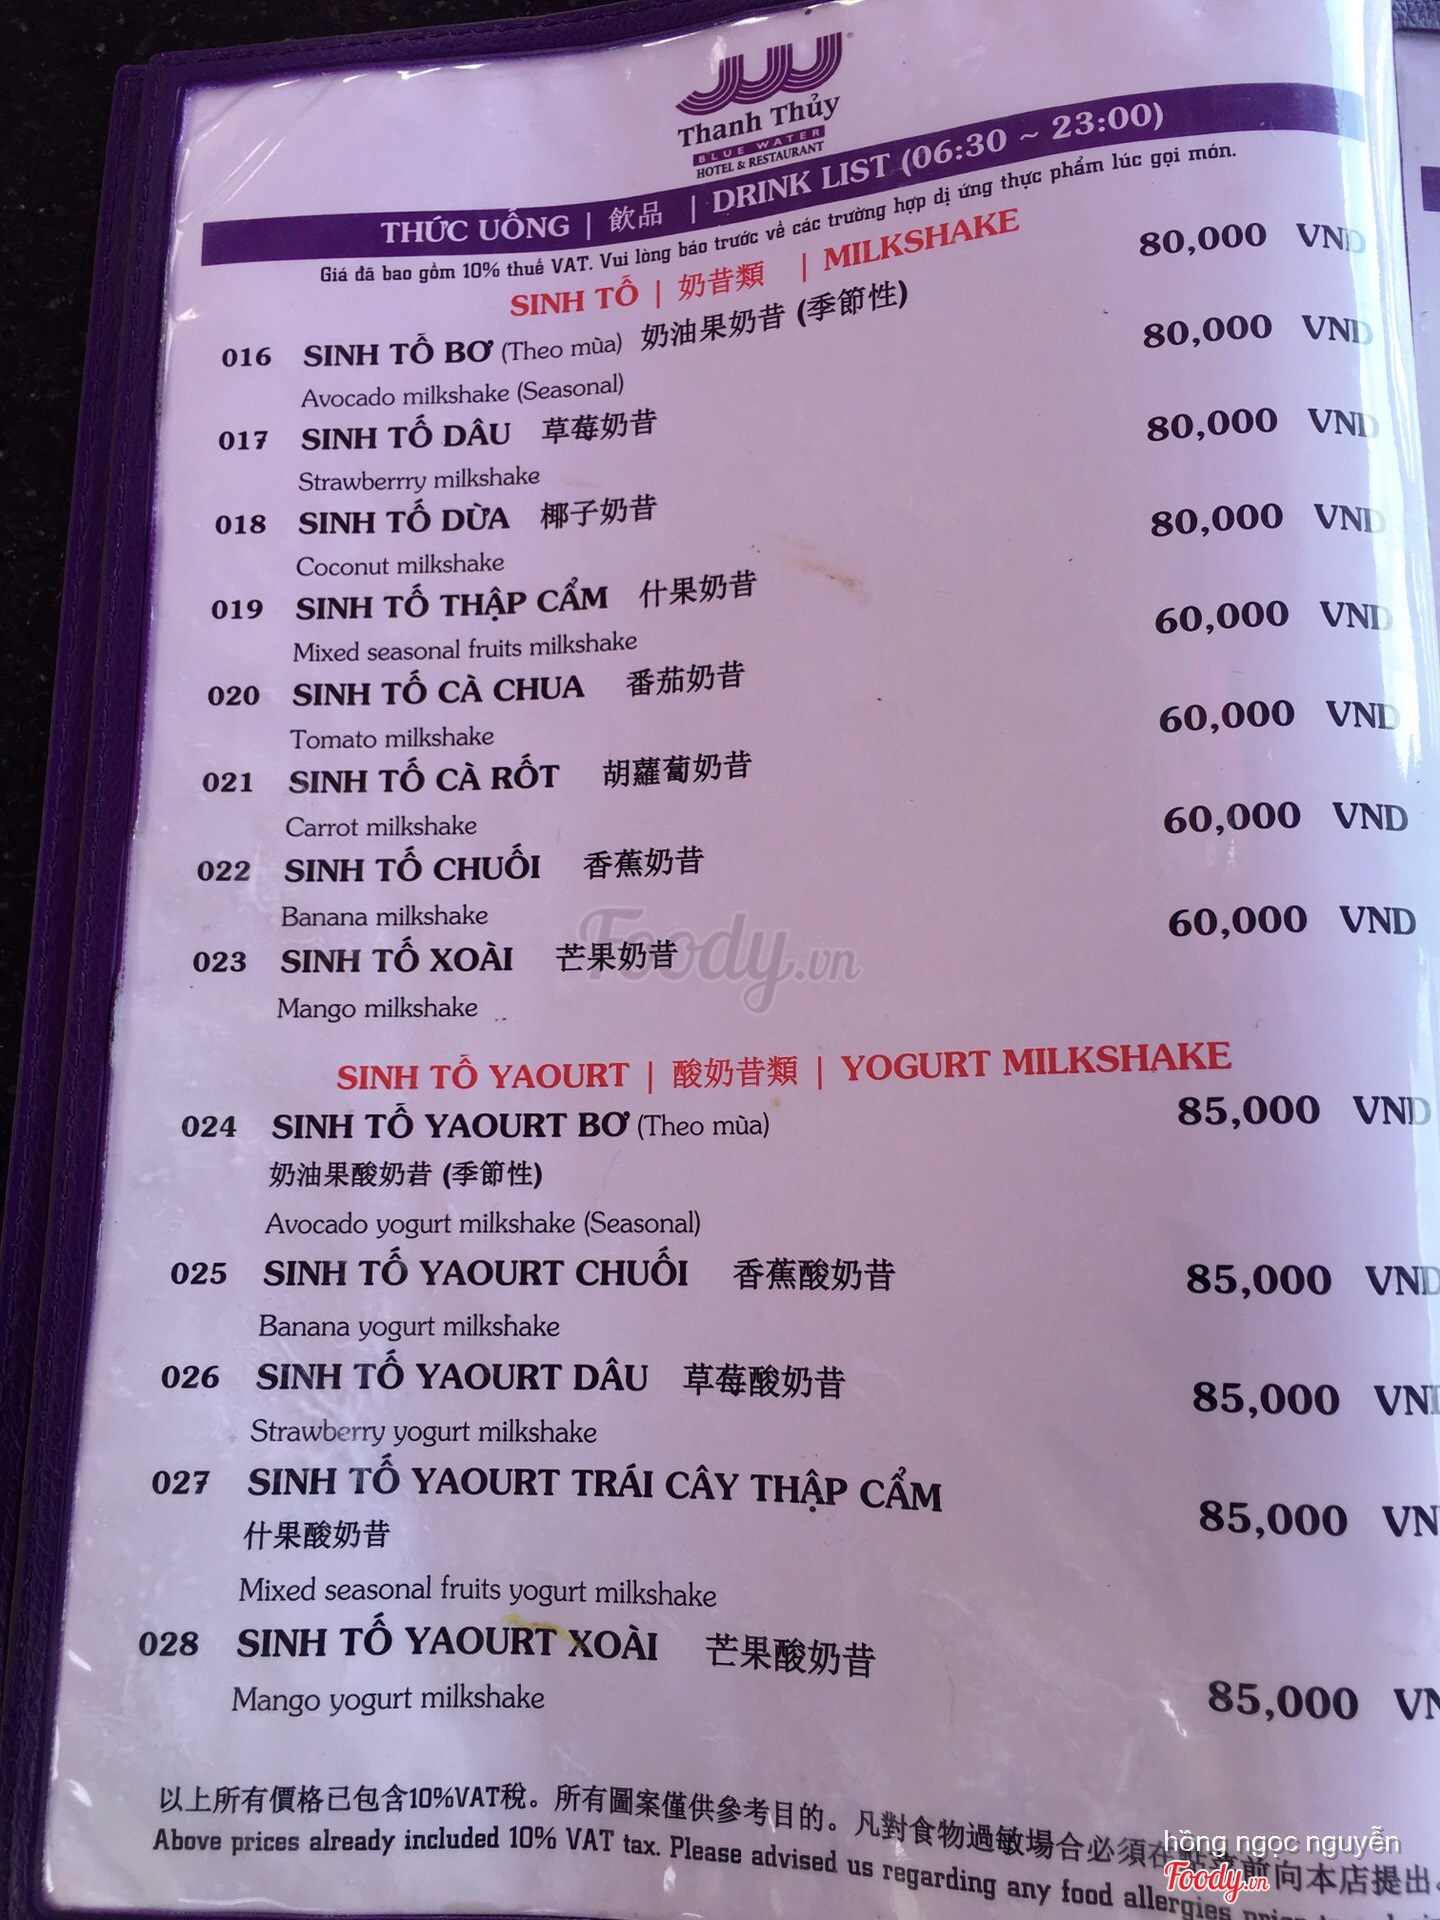 Thanh Thủy
BLUE WATER
HOTEL & RESTAURANT
THỨC UỐNG | 飲品 | DRINK LIST (06:30 ~ 23:00)
Giá đã bao gồm 10% thuế VAT. Vui lòng báo trước về các trường hợp dị ứng thực phẩm lúc gọi món.
SINH TỐ | 奶昔類 | MILKSHAKE
016 SINH TỐ BƠ (Theo mùa) 奶油果奶昔 (季節性) 80,000 VND
Avocado milkshake (Seasonal)
017 SINH TỐ DÂU 草莓奶昔 80,000 VND
Strawberrry milkshake
018 SINH TỐ DỪA 椰子奶昔 80,000 VND
Coconut milkshake
019 SINH TỐ THẬP CẨM 什果奶昔 80,000 VND
Mixed seasonal fruits milkshake
020 SINH TỐ CÀ CHUA 番茄奶昔 60,000 VND
Tomato milkshake
021 SINH TỐ CÀ RỐT 胡蘿蔔奶昔 60,000 VND
Carrot milkshake
022 SINH TỐ CHUỐI 香蕉奶昔 60,000 VND
Banana milkshake
023 SINH TỐ XOÀI 芒果奶昔 60,000 VND
Mango milkshake
Foody.vn
SINH TỐ YAOURT | 酸奶昔類 | YOGURT MILKSHAKE
024 SINH TỐ YAOURT BƠ (Theo mùa) 85,000 VND
奶油果酸奶昔 (季節性)
Avocado yogurt milkshake (Seasonal)
025 SINH TỐ YAOURT CHUỐI 香蕉酸奶昔 85,000 VND
Banana yogurt milkshake
026 SINH TỐ YAOURT DÂU 草莓酸奶昔 85,000 VND
Strawberry yogurt milkshake
027 SINH TỐ YAOURT TRÁI CÂY THẬP CẨM 85,000 VN
什果酸奶昔
Mixed seasonal fruits yogurt milkshake
028 SINH TỐ YAOURT XOÀI 芒果酸奶昔 85,000 VN
Mango yogurt milkshake
以上所有價格已包含10%VAT稅。所有圖案僅供參考目的。凡對食物過敏場合必須在 前向本店提出。
Above prices already included 10% VAT tax. Please advised us regarding any food allergies
hồng ngọc nguyễn
Foody.vn